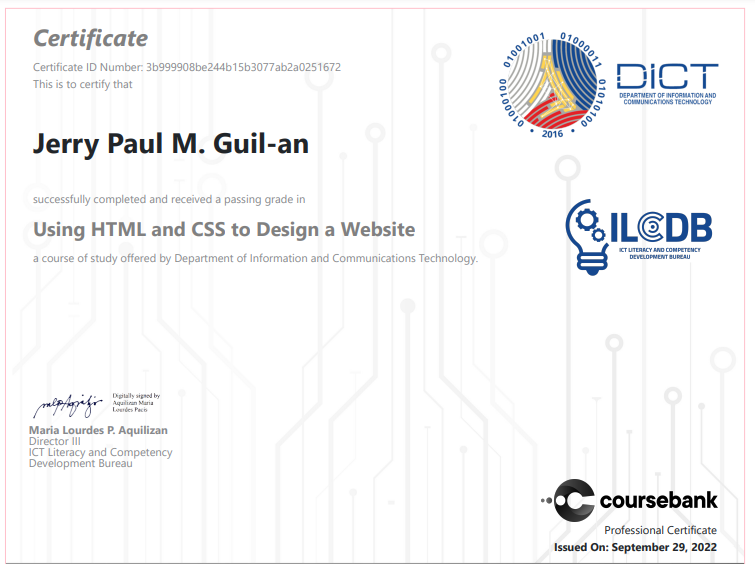 Certificate
Certificate ID Number: 3b999908be244b15b3077ab2a0251672
This is to certify that
Jerry Paul M. Guil-an
successfully completed and received a passing grade in
Using HTML and CSS to Design a Website
a course of study offered by Department of Information and Communications Technology.
01000100 01001001 01000011 01010100
• 2016 •
DICT
DEPARTMENT OF INFORMATION AND
COMMUNICATIONS TECHNOLOGY
ILCDB
ICT LITERACY AND COMPETENCY
DEVELOPMENT BUREAU
Digitally signed by
Aquilizan Maria
Lourdes Pacis
Maria Lourdes P. Aquilizan
Director III
ICT Literacy and Competency
Development Bureau
coursebank
Professional Certificate
Issued On: September 29, 2022